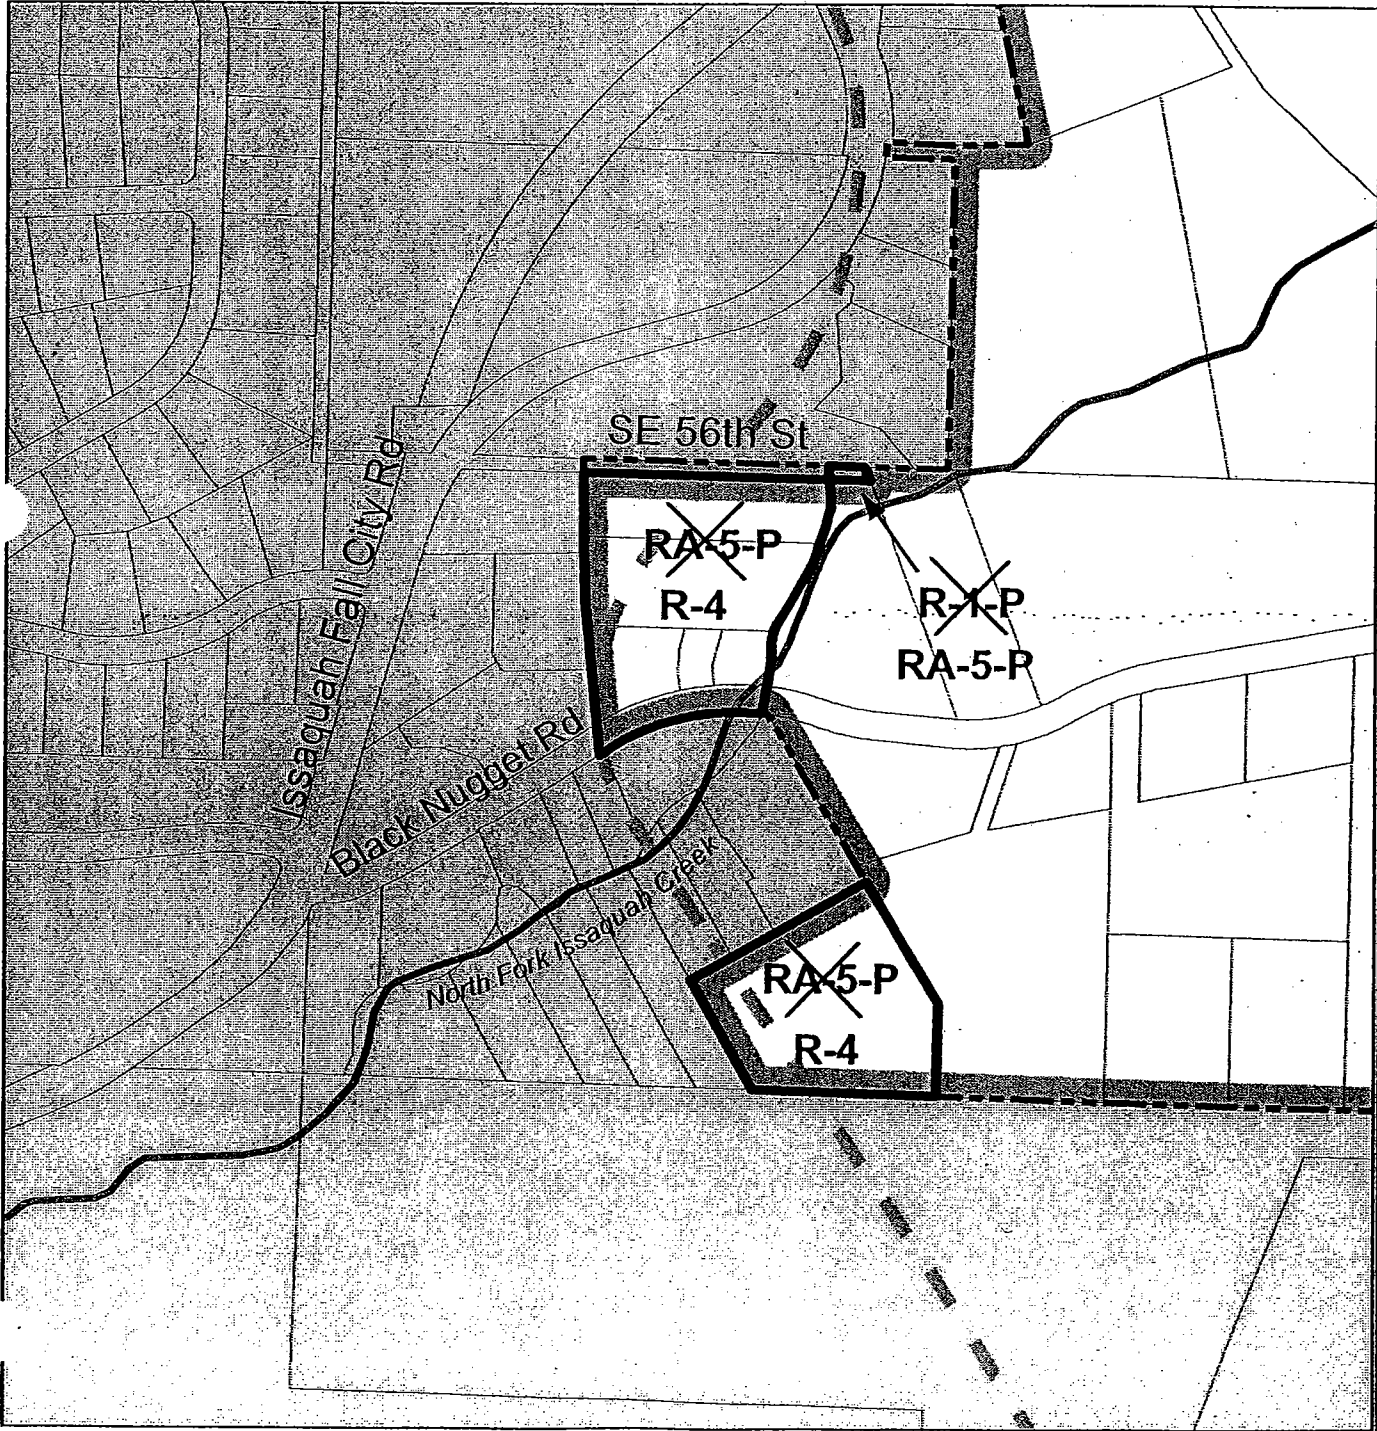 SE 56th St
Issaquah Fall City Rd
RA-5-P
R-4
R-1-P
RA-5-P
Black Nugget Rd
North Fork Issaquah Creek
RA-5-P
R-4